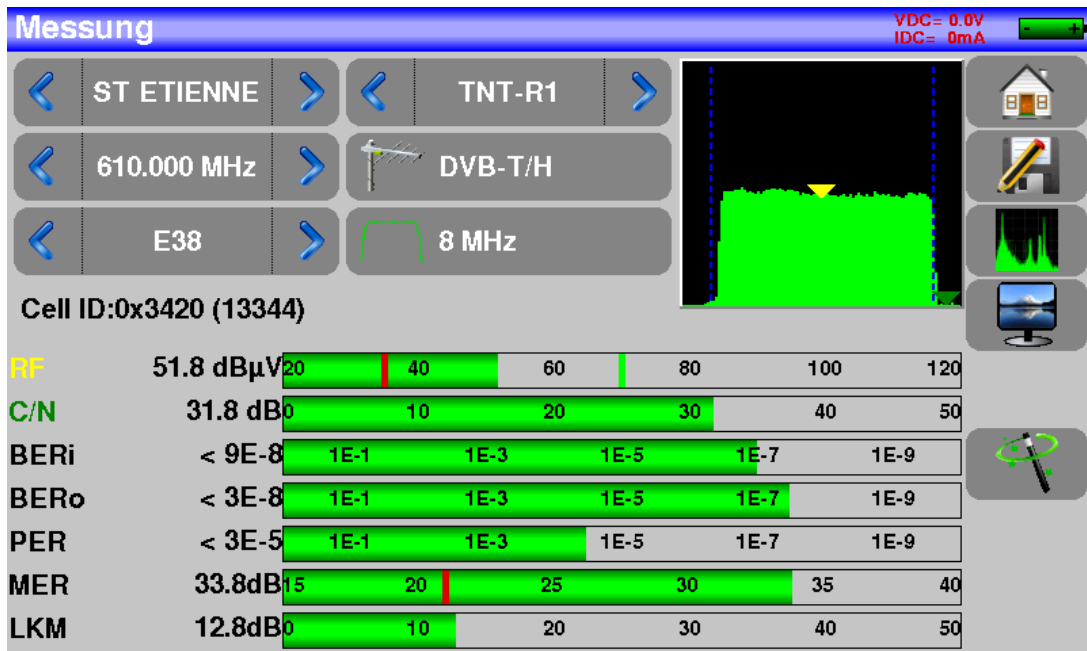 Messung
VDC= 0.0V
IDC= 0mA
- +
ST ETIENNE
TNT-R1
610.000 MHz
DVB-T/H
E38
8 MHz
Cell ID:0x3420 (13344)
RF 51.8 dBµV 20 40 60 80 100 120
C/N 31.8 dB 0 10 20 30 40 50
BERi < 9E-8 1E-1 1E-3 1E-5 1E-7 1E-9
BERo < 3E-8 1E-1 1E-3 1E-5 1E-7 1E-9
PER < 3E-5 1E-1 1E-3 1E-5 1E-7 1E-9
MER 33.8dB 15 20 25 30 35 40
LKM 12.8dB 0 10 20 30 40 50